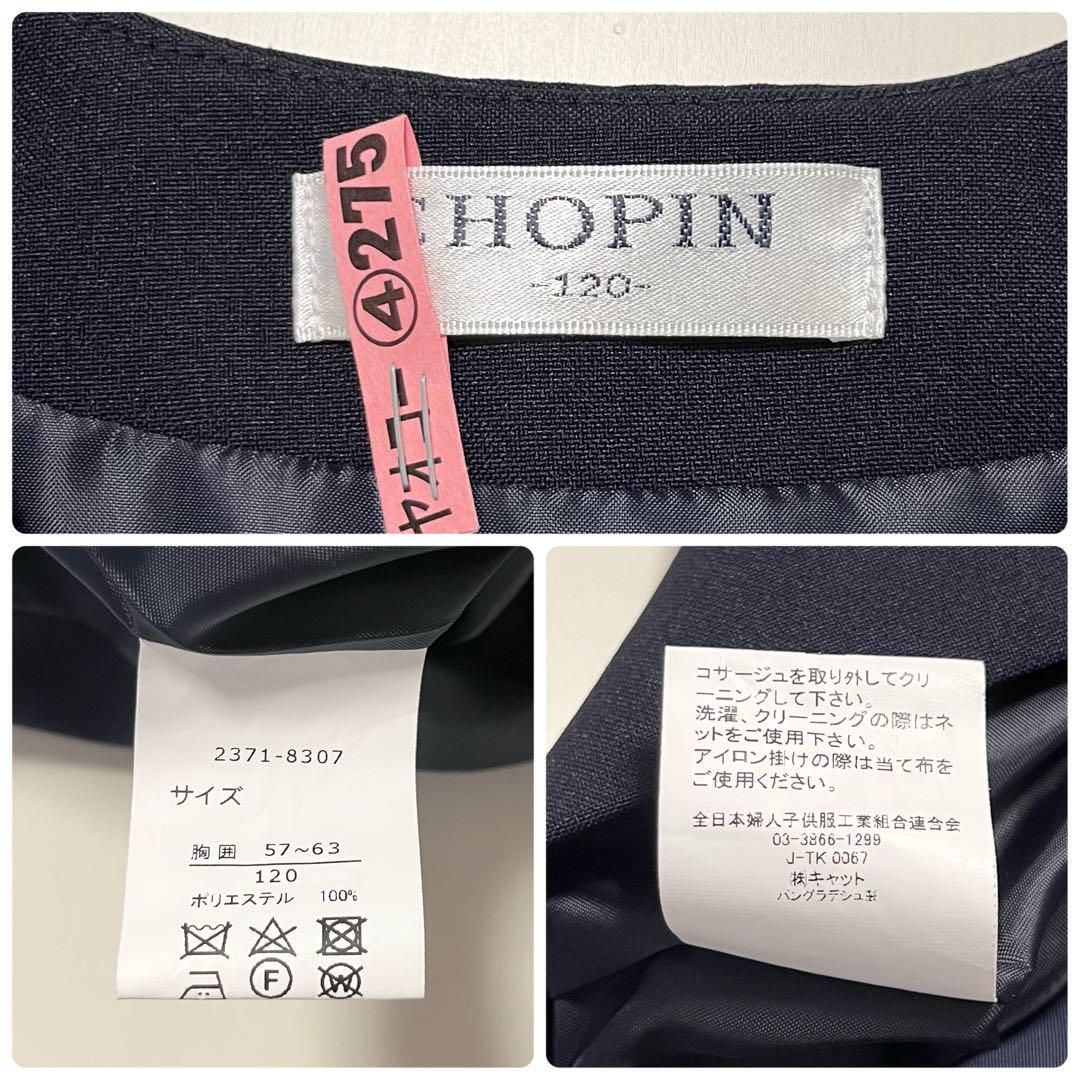 CHOPIN
-120-
④275
ヤオコー
2371-8307
サイズ
胸囲 57～63
120
ポリエステル 100%
F
W
コサージュを取り外してクリ
ーニングして下さい。
洗濯、クリーニングの際はネ
ットをご使用下さい。
アイロン掛けの際は当て布を
ご使用ください。
全日本婦人子供服工業組合連合会
03-3866-1299
J-TK 0067
㈱キャット
バングラデシュ製